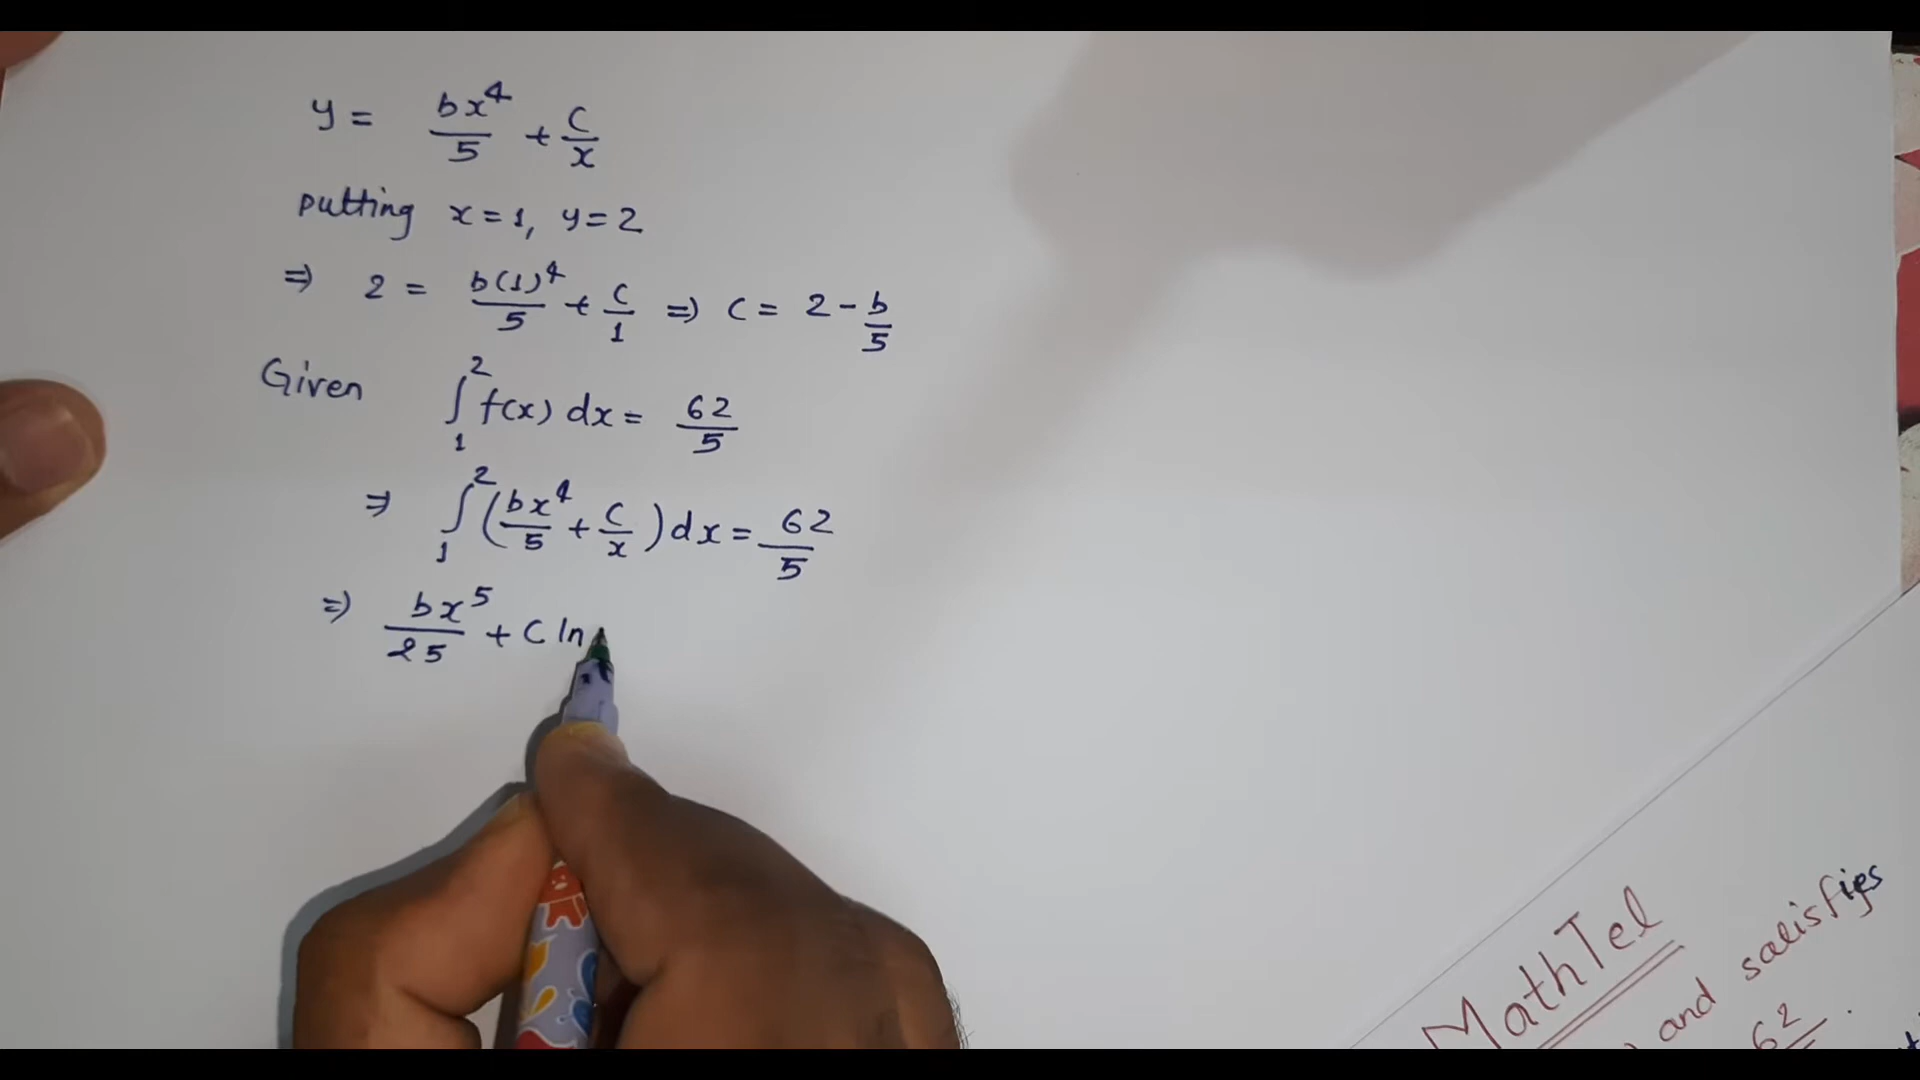 y = bx⁴/5 + c/x
putting x=1, y=2
⇒ 2 = b(1)⁴/5 + c/1 ⇒ c = 2 - b/5
Given ∫₁² f(x) dx = 62/5
⇒ ∫₁² (bx⁴/5 + c/x) dx = 62/5
⇒ bx⁵/25 + c ln
MathTel
and satisfies
62